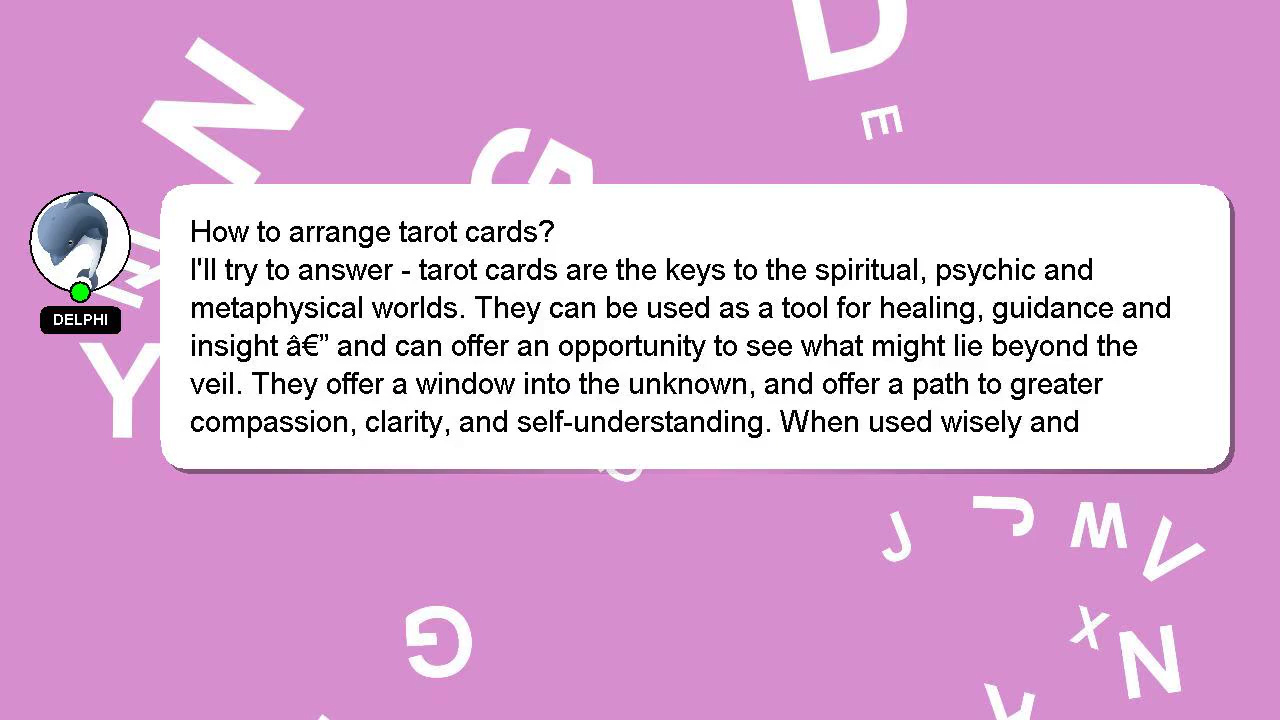 N
D
E
G
DELPHI
How to arrange tarot cards?
I'll try to answer - tarot cards are the keys to the spiritual, psychic and
metaphysical worlds. They can be used as a tool for healing, guidance and
insight â€” and can offer an opportunity to see what might lie beyond the
veil. They offer a window into the unknown, and offer a path to greater
compassion, clarity, and self-understanding. When used wisely and
Y
J
J
W
V
G
X
N